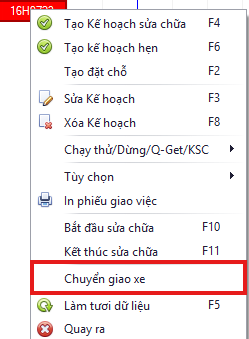 Tạo Kế hoạch sửa chữa F4
Tạo kế hoạch hẹn F6
Tạo đặt chỗ F2
Sửa Kế hoạch F3
Xóa Kế hoạch F8
Chạy thử/Dừng/Q-Get/KSC
Tùy chọn
In phiếu giao việc
Bắt đầu sửa chữa F10
Kết thúc sửa chữa F11
Chuyển giao xe
Làm tươi dữ liệu F5
Quay ra